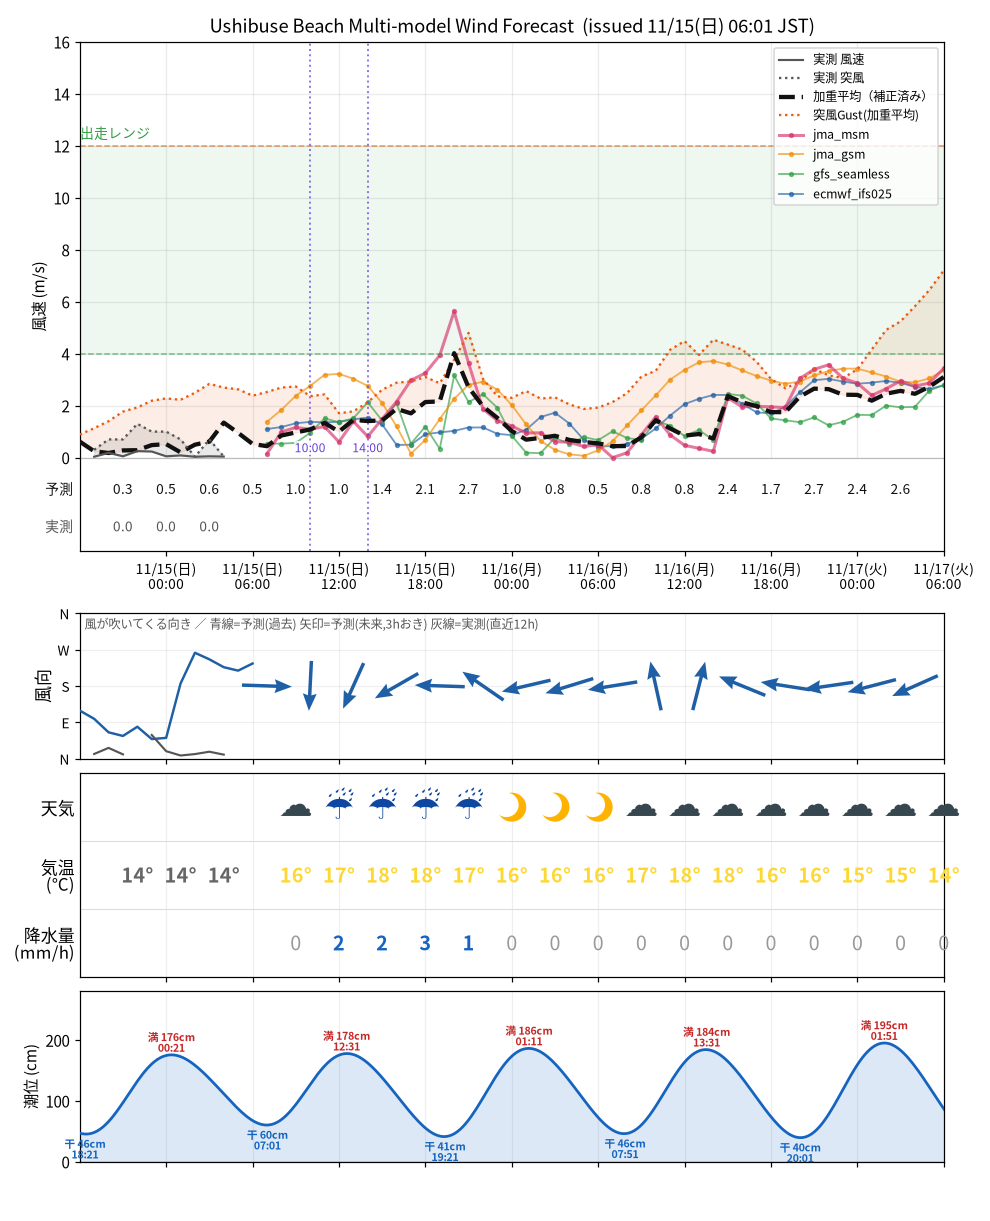 Ushibuse Beach Multi-model Wind Forecast (issued 11/15(日) 06:01 JST)
16
14
12
10
8
6
4
2
0
風速 (m/s)
出走レンジ
実測 風速
実測 突風
加重平均（補正済み）
突風Gust(加重平均)
jma_msm
jma_gsm
gfs_seamless
ecmwf_ifs025
10:00 14:00
予測 0.3 0.5 0.6 0.5 1.0 1.0 1.4 2.1 2.7 1.0 0.8 0.5 0.8 0.8 2.4 1.7 2.7 2.4 2.6
実測 0.0 0.0 0.0
11/15(日) 11/15(日) 11/15(日) 11/15(日) 11/16(月) 11/16(月) 11/16(月) 11/16(月) 11/17(火) 11/17(火)
00:00 06:00 12:00 18:00 00:00 06:00 12:00 18:00 00:00 06:00
風が吹いてくる向き ／ 青線=予測(過去) 矢印=予測(未来,3hおき) 灰線=実測(直近12h)
風向
N
W
S
E
N
天気
気温
(℃)
14° 14° 14° 16° 17° 18° 18° 17° 16° 16° 16° 17° 18° 18° 16° 16° 15° 15° 14°
降水量
(mm/h)
0 2 2 3 1 0 0 0 0 0 0 0 0 0 0 0
潮位 (cm)
200
100
0
満 176cm
00:21
満 178cm
12:31
満 186cm
01:11
満 184cm
13:31
満 195cm
01:51
干 46cm
18:21
干 60cm
07:01
干 41cm
19:21
干 46cm
07:51
干 40cm
20:01